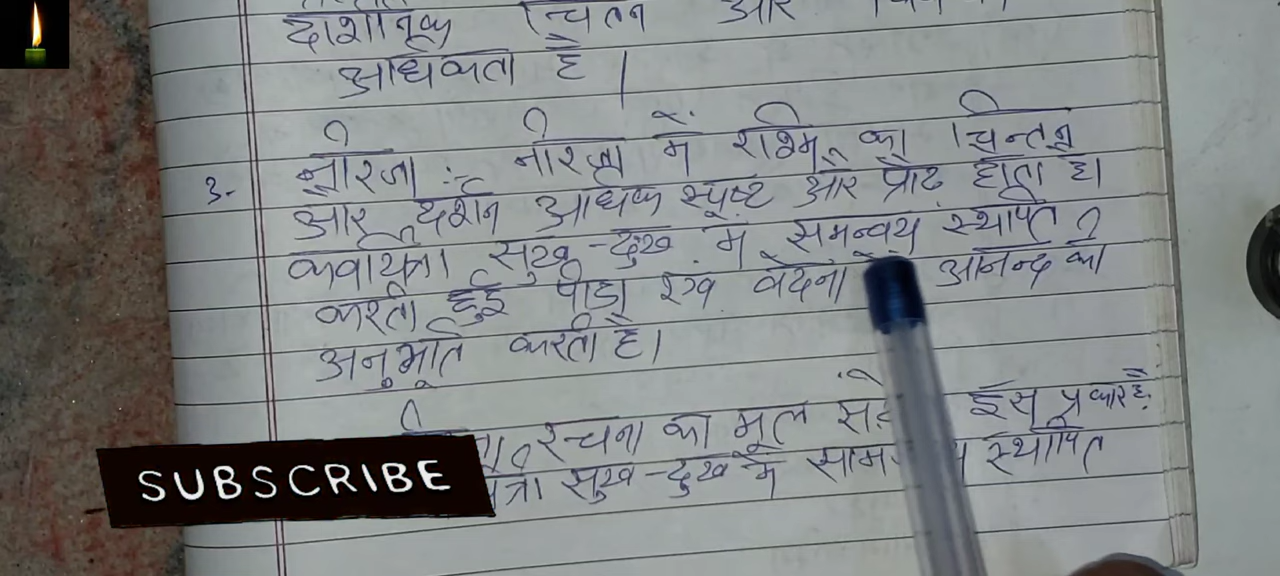 दार्शनिक चिंतन और
अधिकता है ।
3- नीरजा :- नीरजा में रश्मि का चिन्तन
और दर्शन अधिक स्पष्ट और प्रौढ़ होता है।
कवयित्री सुख-दुख में समन्वय स्थापित
करती हुई पीड़ा एवं वेदना आनन्द की
अनुभूति करती है।
रचना का मूल इस प्रकार है
सुख-दुख में स्थापित
SUBSCRIBE